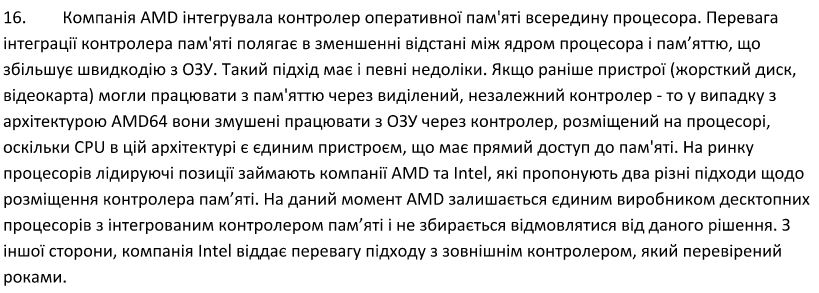 16. Компанія AMD інтегрувала контролер оперативної пам'яті всередину процесора. Перевага
інтеграції контролера пам'яті полягає в зменшенні відстані між ядром процесора і пам’яттю, що
збільшує швидкодію з ОЗУ. Такий підхід має і певні недоліки. Якщо раніше пристрої (жорсткий диск,
відеокарта) могли працювати з пам'яттю через виділений, незалежний контролер - то у випадку з
архітектурою AMD64 вони змушені працювати з ОЗУ через контролер, розміщений на процесорі,
оскільки CPU в цій архітектурі є єдиним пристроєм, що має прямий доступ до пам'яті. На ринку
процесорів лідируючі позиції займають компанії AMD та Intel, які пропонують два різні підходи щодо
розміщення контролера пам’яті. На даний момент AMD залишається єдиним виробником десктопних
процесорів з інтегрованим контролером пам’яті і не збирається відмовлятися від даного рішення. З
іншої сторони, компанія Intel віддає перевагу підходу з зовнішнім контролером, який перевірений
роками.